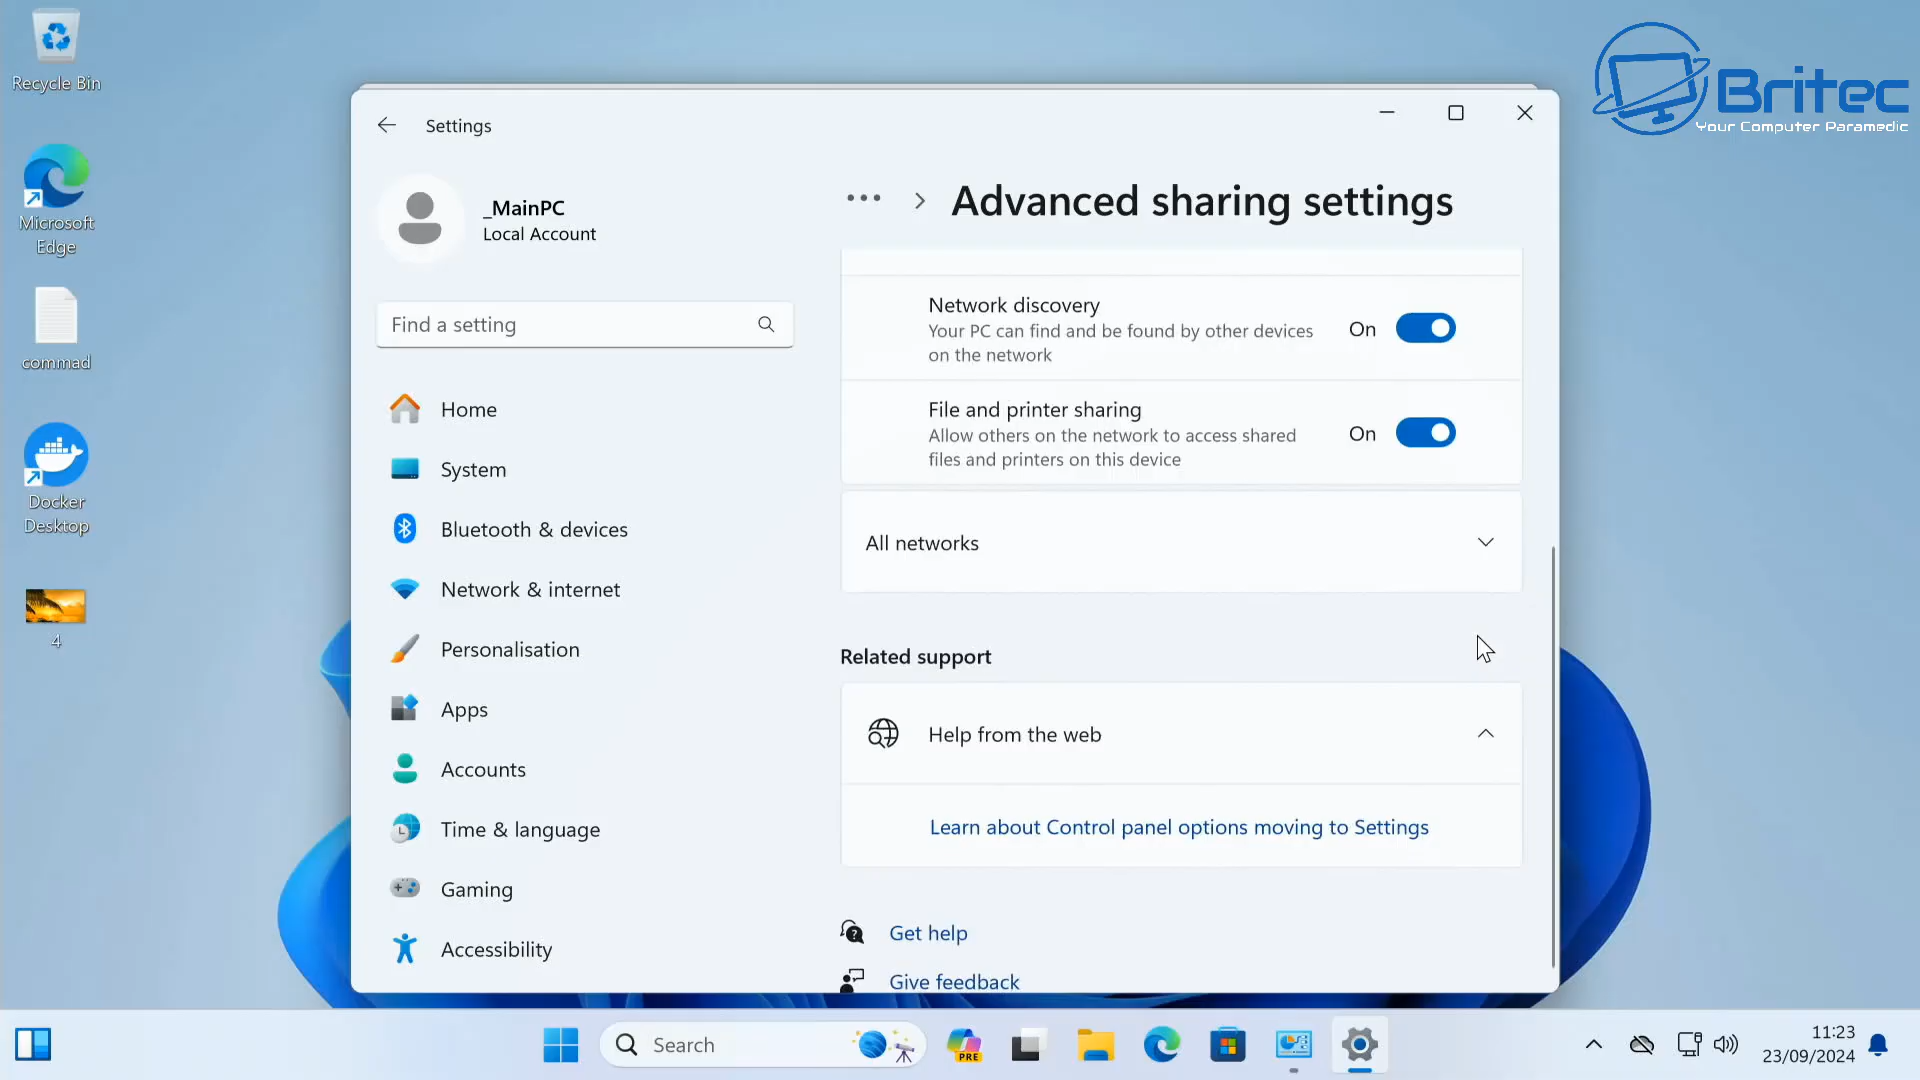 Recycle Bin
Microsoft
Edge
commad
Docker
Desktop
4
Britec
Your Computer Paramedic
Settings
_MainPC
Local Account
Find a setting
Home
System
Bluetooth & devices
Network & internet
Personalisation
Apps
Accounts
Time & language
Gaming
Accessibility
... > Advanced sharing settings
Network discovery
Your PC can find and be found by other devices
on the network
On
File and printer sharing
Allow others on the network to access shared
files and printers on this device
On
All networks
Related support
Help from the web
Learn about Control panel options moving to Settings
Get help
Give feedback
Search
PRE
11:23
23/09/2024